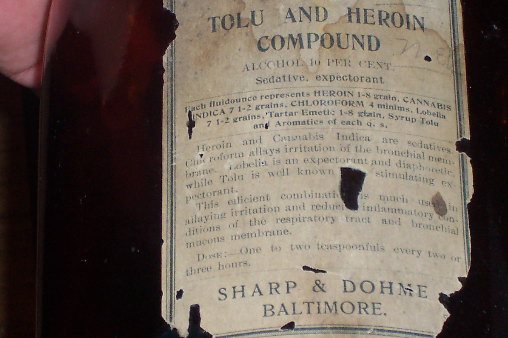 TOLU AND HEROIN
COMPOUND
ALCOHOL 10 PER CENT.
Sedative, expectorant
Each fluidounce represents HEROIN 1-8 grain, CANNABIS
INDICA 7 1-2 grains, CHLOROFORM 4 minims, Lobelia
7 1-2 grains, Tartar Emetic 1-8 grain, Syrup Tolu
and Aromatics of each q. s.
Heroin and Cannabis Indica are sedatives.
Chloroform allays irritation of the bronchial mem-
brane. Lobelia is an expectorant and diaphoretic,
while Tolu is well known stimulating ex-
pectorant.
This efficient combination is much used in
allaying irritation and reducing inflammatory con-
ditions of the respiratory tract and bronchial
mucous membrane.
DOSE:—One to two teaspoonfuls every two or
three hours.
SHARP & DOHME
BALTIMORE.